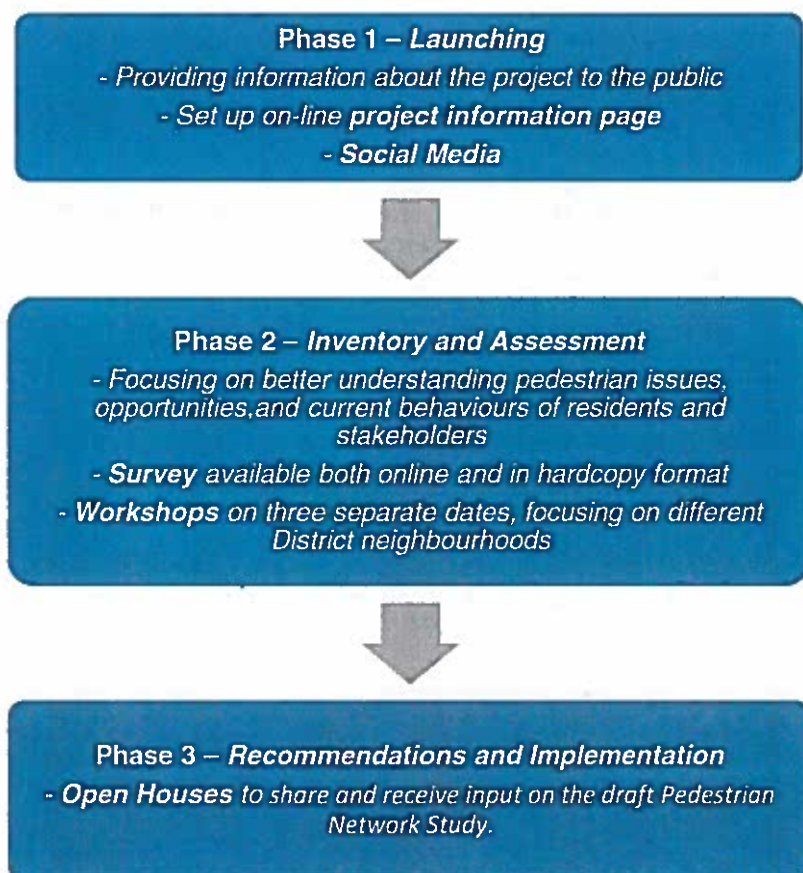 Phase 1 – Launching
- Providing information about the project to the public
- Set up on-line project information page
- Social Media
Phase 2 – Inventory and Assessment
- Focusing on better understanding pedestrian issues,
opportunities,and current behaviours of residents and
stakeholders
- Survey available both online and in hardcopy format
- Workshops on three separate dates, focusing on different
District neighbourhoods
Phase 3 – Recommendations and Implementation
- Open Houses to share and receive input on the draft Pedestrian
Network Study.